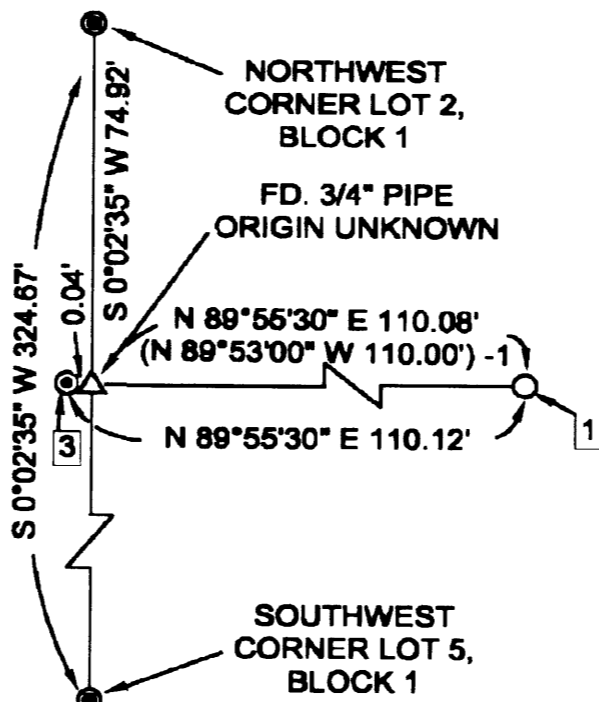 NORTHWEST
CORNER LOT 2,
BLOCK 1
S 0°02'35" W 74.92'
FD. 3/4" PIPE
ORIGIN UNKNOWN
S 0°02'35" W 324.67'
0.04'
N 89°55'30" E 110.08'
(N 89°53'00" W 110.00') -1
N 89°55'30" E 110.12'
3
1
SOUTHWEST
CORNER LOT 5,
BLOCK 1